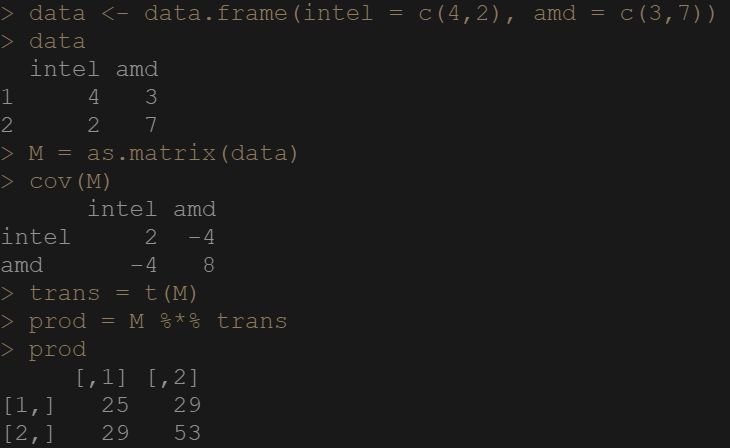 > data <- data.frame(intel = c(4,2), amd = c(3,7))
> data
  intel amd
1     4   3
2     2   7
> M = as.matrix(data)
> cov(M)
      intel amd
intel     2  -4
amd      -4   8
> trans = t(M)
> prod = M %*% trans
> prod
     [,1] [,2]
[1,]   25   29
[2,]   29   53